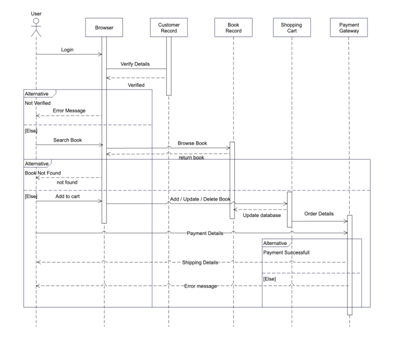 User
Browser
Customer
Record
Book
Record
Shopping
Cart
Payment
Gateway
Login
Verify Details
Verified
Alternative
Not Verified
Error Message
[Else]
Search Book
Browse Book
return book
Alternative
Book Not Found
not found
[Else]
Add to cart
Add / Update / Delete Book
Update database
Order Details
Payment Details
Alternative
Payment Successfull
Shipping Details
[Else]
Error message